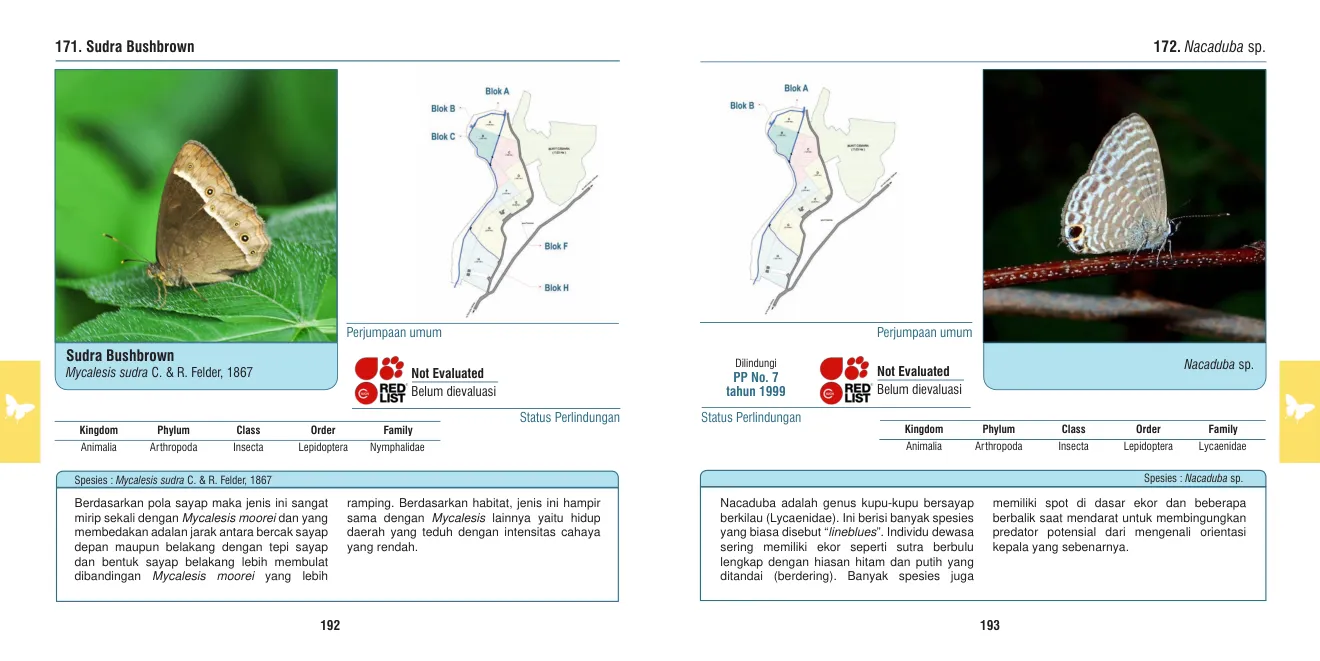 171. Sudra Bushbrown
Blok A
Blok B
Blok C
Blok F
Blok H
Perjumpaan umum
Sudra Bushbrown
Mycalesis sudra C. & R. Felder, 1867
RED
LIST
Not Evaluated
Belum dievaluasi
Status Perlindungan
Kingdom Phylum Class Order Family
Animalia Arthropoda Insecta Lepidoptera Nymphalidae
Spesies : Mycalesis sudra C. & R. Felder, 1867
Berdasarkan pola sayap maka jenis ini sangat
mirip sekali dengan Mycalesis moorei dan yang
membedakan adalan jarak antara bercak sayap
depan maupun belakang dengan tepi sayap
dan bentuk sayap belakang lebih membulat
dibandingan Mycalesis moorei yang lebih
ramping. Berdasarkan habitat, jenis ini hampir
sama dengan Mycalesis lainnya yaitu hidup
daerah yang teduh dengan intensitas cahaya
yang rendah.
192
172. Nacaduba sp.
Blok A
Blok B
Perjumpaan umum
Nacaduba sp.
Dilindungi
PP No. 7
tahun 1999
RED
LIST
Not Evaluated
Belum dievaluasi
Status Perlindungan
Kingdom Phylum Class Order Family
Animalia Arthropoda Insecta Lepidoptera Lycaenidae
Spesies : Nacaduba sp.
Nacaduba adalah genus kupu-kupu bersayap
berkilau (Lycaenidae). Ini berisi banyak spesies
yang biasa disebut “lineblues”. Individu dewasa
sering memiliki ekor seperti sutra berbulu
lengkap dengan hiasan hitam dan putih yang
ditandai (berdering). Banyak spesies juga
memiliki spot di dasar ekor dan beberapa
berbalik saat mendarat untuk membingungkan
predator potensial dari mengenali orientasi
kepala yang sebenarnya.
193